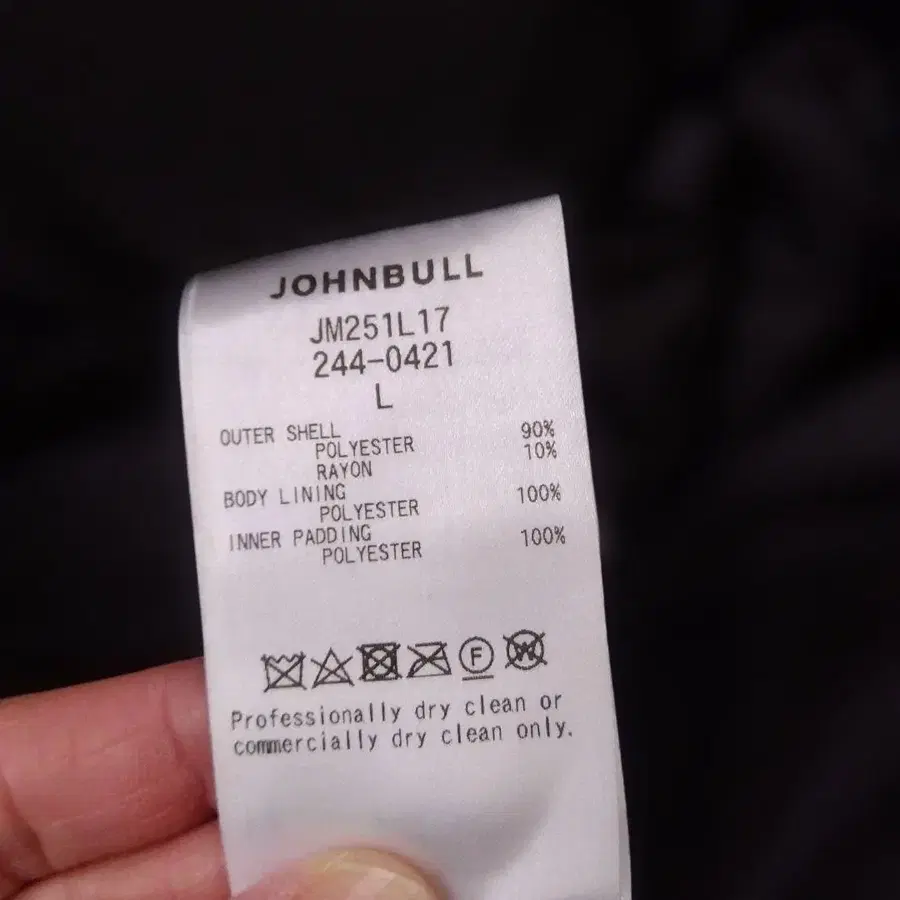 JOHNBULL
JM251L17
244-0421
L
OUTER SHELL
POLYESTER 90%
RAYON 10%
BODY LINING
POLYESTER 100%
INNER PADDING
POLYESTER 100%
F W
Professionally dry clean or
commercially dry clean only.